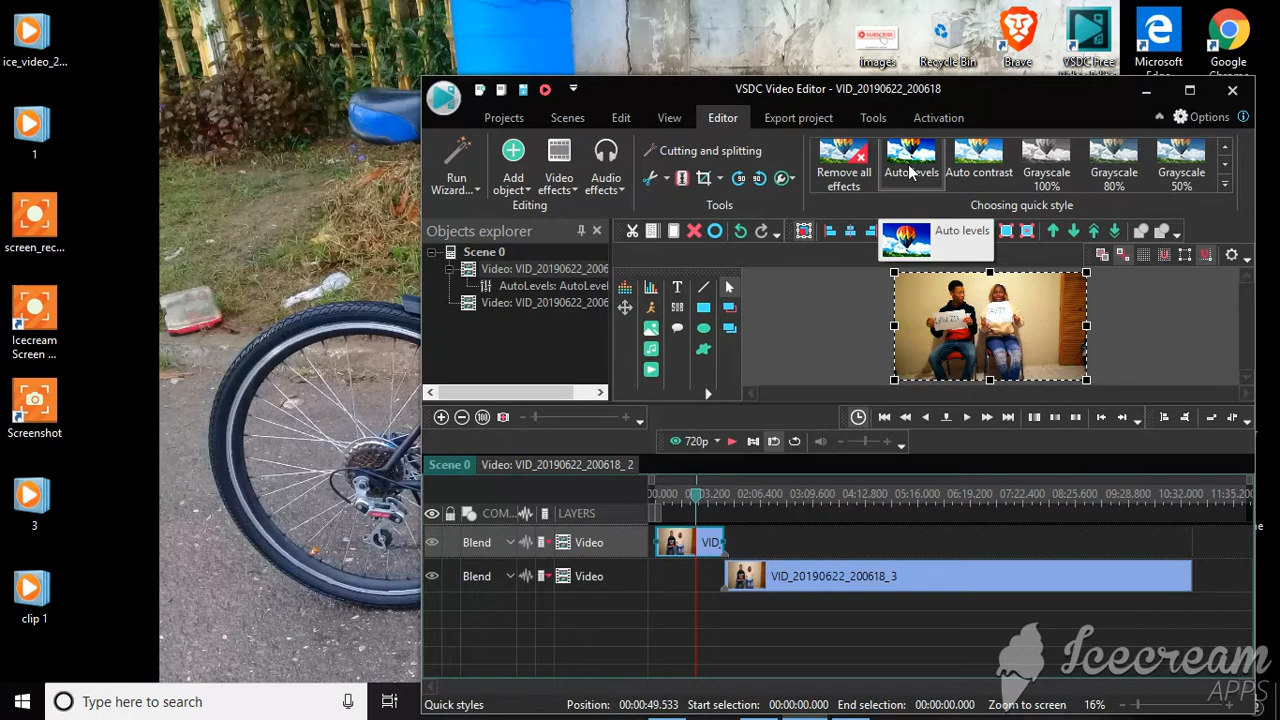 ice_video_2...
1
screen_rec...
Icecream
Screen ...
Screenshot
3
clip 1
SUBSCRIBE
images
Recycle Bin
Brave
VSDC Free
Microsoft
Edge
Google
Chrome
VSDC Video Editor - VID_20190622_200618
Projects
Scenes
Edit
View
Editor
Export project
Tools
Activation
Options
Run
Wizard...
Add
object
Video
effects
Audio
effects
Editing
Cutting and splitting
Tools
Remove all
effects
Auto levels
Auto contrast
Grayscale
100%
Grayscale
80%
Grayscale
50%
Choosing quick style
Auto levels
Objects explorer
Scene 0
Video: VID_20190622_2006
AutoLevels: AutoLevel
Video: VID_20190622_2006
T
SUB
100
720p
Scene 0
Video: VID_20190622_200618_2
00.000
03.200
02:06.400
03:09.600
04:12.800
05:16.000
06:19.200
07:22.400
08:25.600
09:28.800
10:32.000
11:35.200
COM...
LAYERS
Blend
Video
VID_
Blend
Video
VID_20190622_200618_3
Icecream
APPS
Type here to search
Quick styles
Position: 00:00:49.533
Start selection: 00:00:00.000
End selection: 00:00:00.000
Zoom to screen
16%